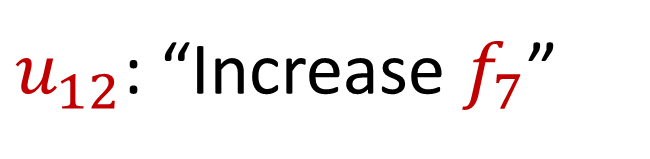 u₁₂: “Increase f₇”